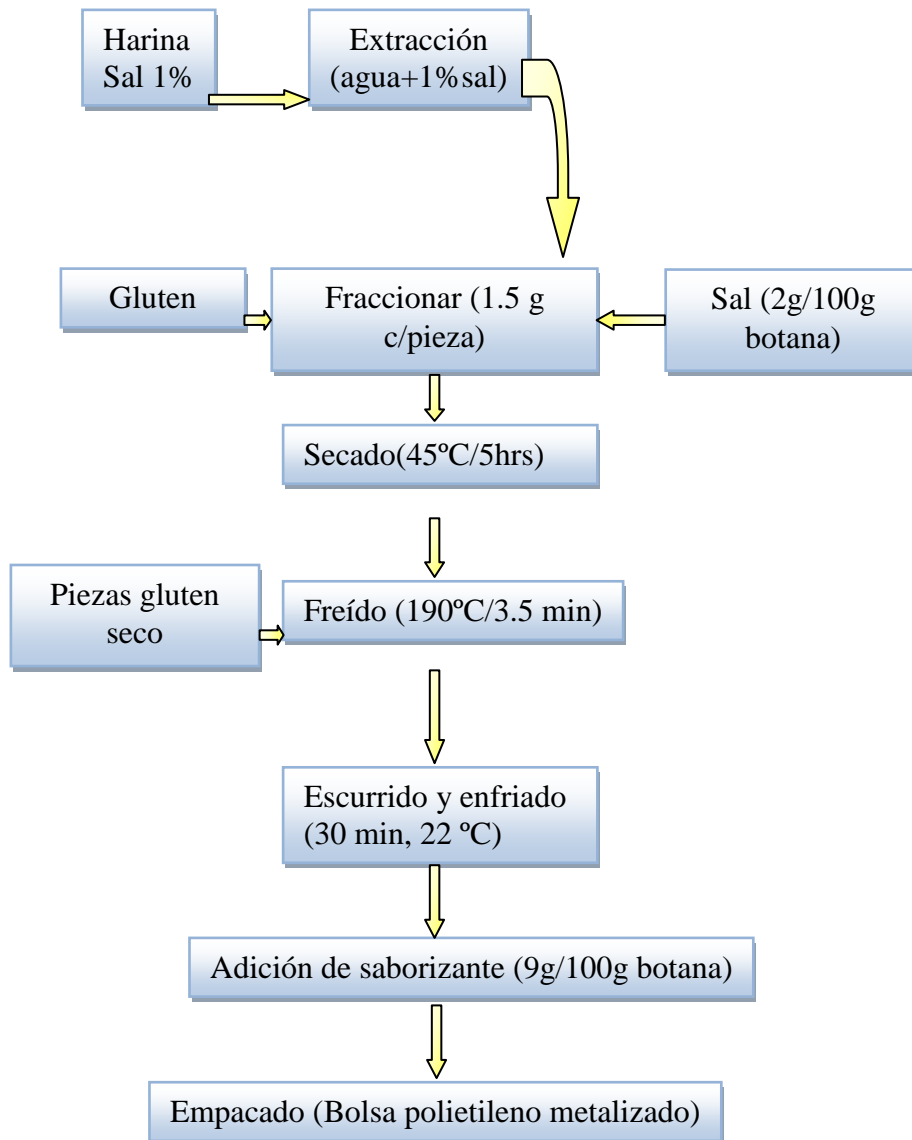 Harina
Sal 1%
Extracción
(agua+1%sal)
Gluten
Fraccionar (1.5 g
c/pieza)
Sal (2g/100g
botana)
Secado(45ºC/5hrs)
Piezas gluten
seco
Freído (190ºC/3.5 min)
Escurrido y enfriado
(30 min, 22 ºC)
Adición de saborizante (9g/100g botana)
Empacado (Bolsa polietileno metalizado)